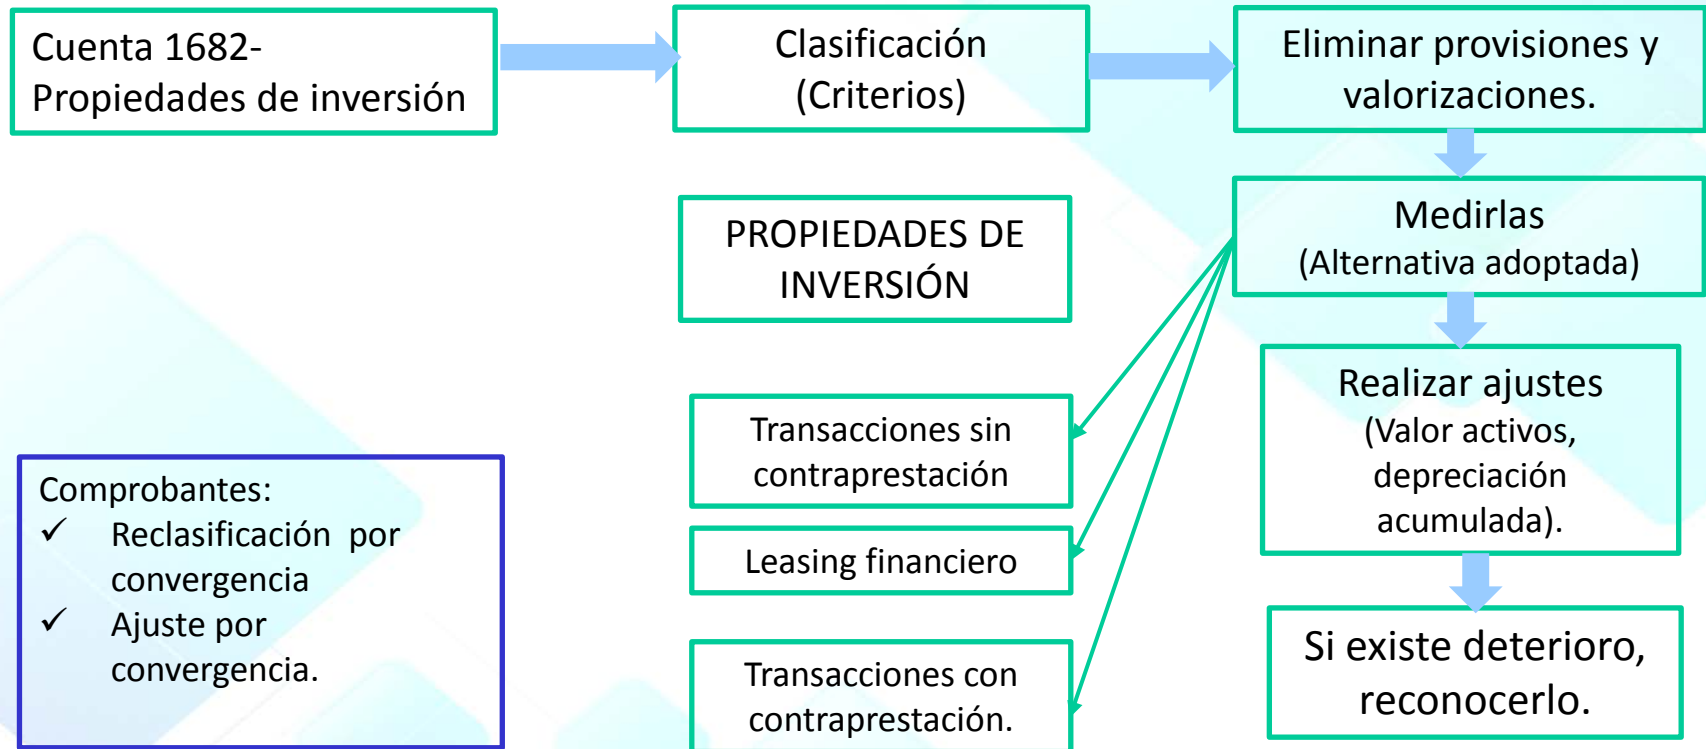 Cuenta 1682-
Propiedades de inversión
Clasificación
(Criterios)
Eliminar provisiones y
valorizaciones.
PROPIEDADES DE
INVERSIÓN
Medirlas
(Alternativa adoptada)
Realizar ajustes
(Valor activos,
depreciación
acumulada).
Transacciones sin
contraprestación
Leasing financiero
Transacciones con
contraprestación.
Si existe deterioro,
reconocerlo.
Comprobantes:
✓ Reclasificación por
convergencia
✓ Ajuste por
convergencia.